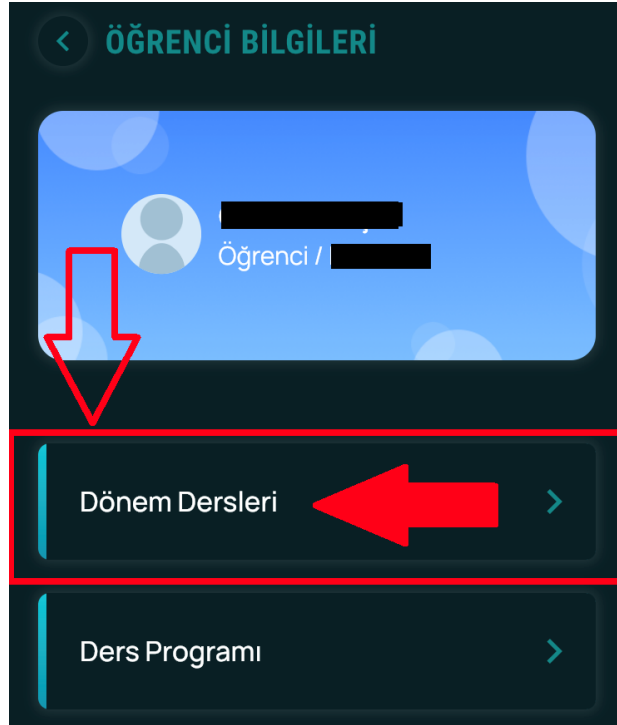 ÖĞRENCİ BİLGİLERİ
Öğrenci /
Dönem Dersleri
Ders Programı